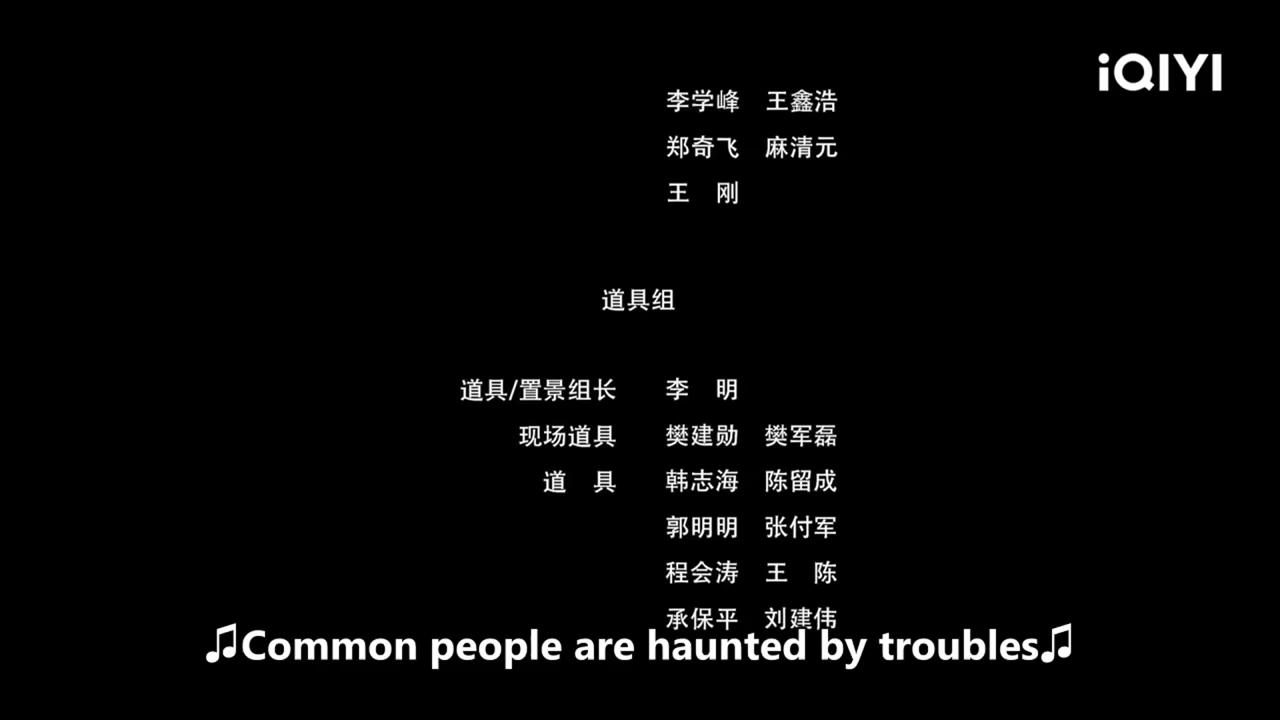 iQIYI
李学峰 王鑫浩
郑奇飞 麻清元
王 刚
道具组
道具/置景组长 李 明
现场道具 樊建勋 樊军磊
道 具 韩志海 陈留成
郭明明 张付军
程会涛 王 陈
承保平 刘建伟
♫Common people are haunted by troubles♫